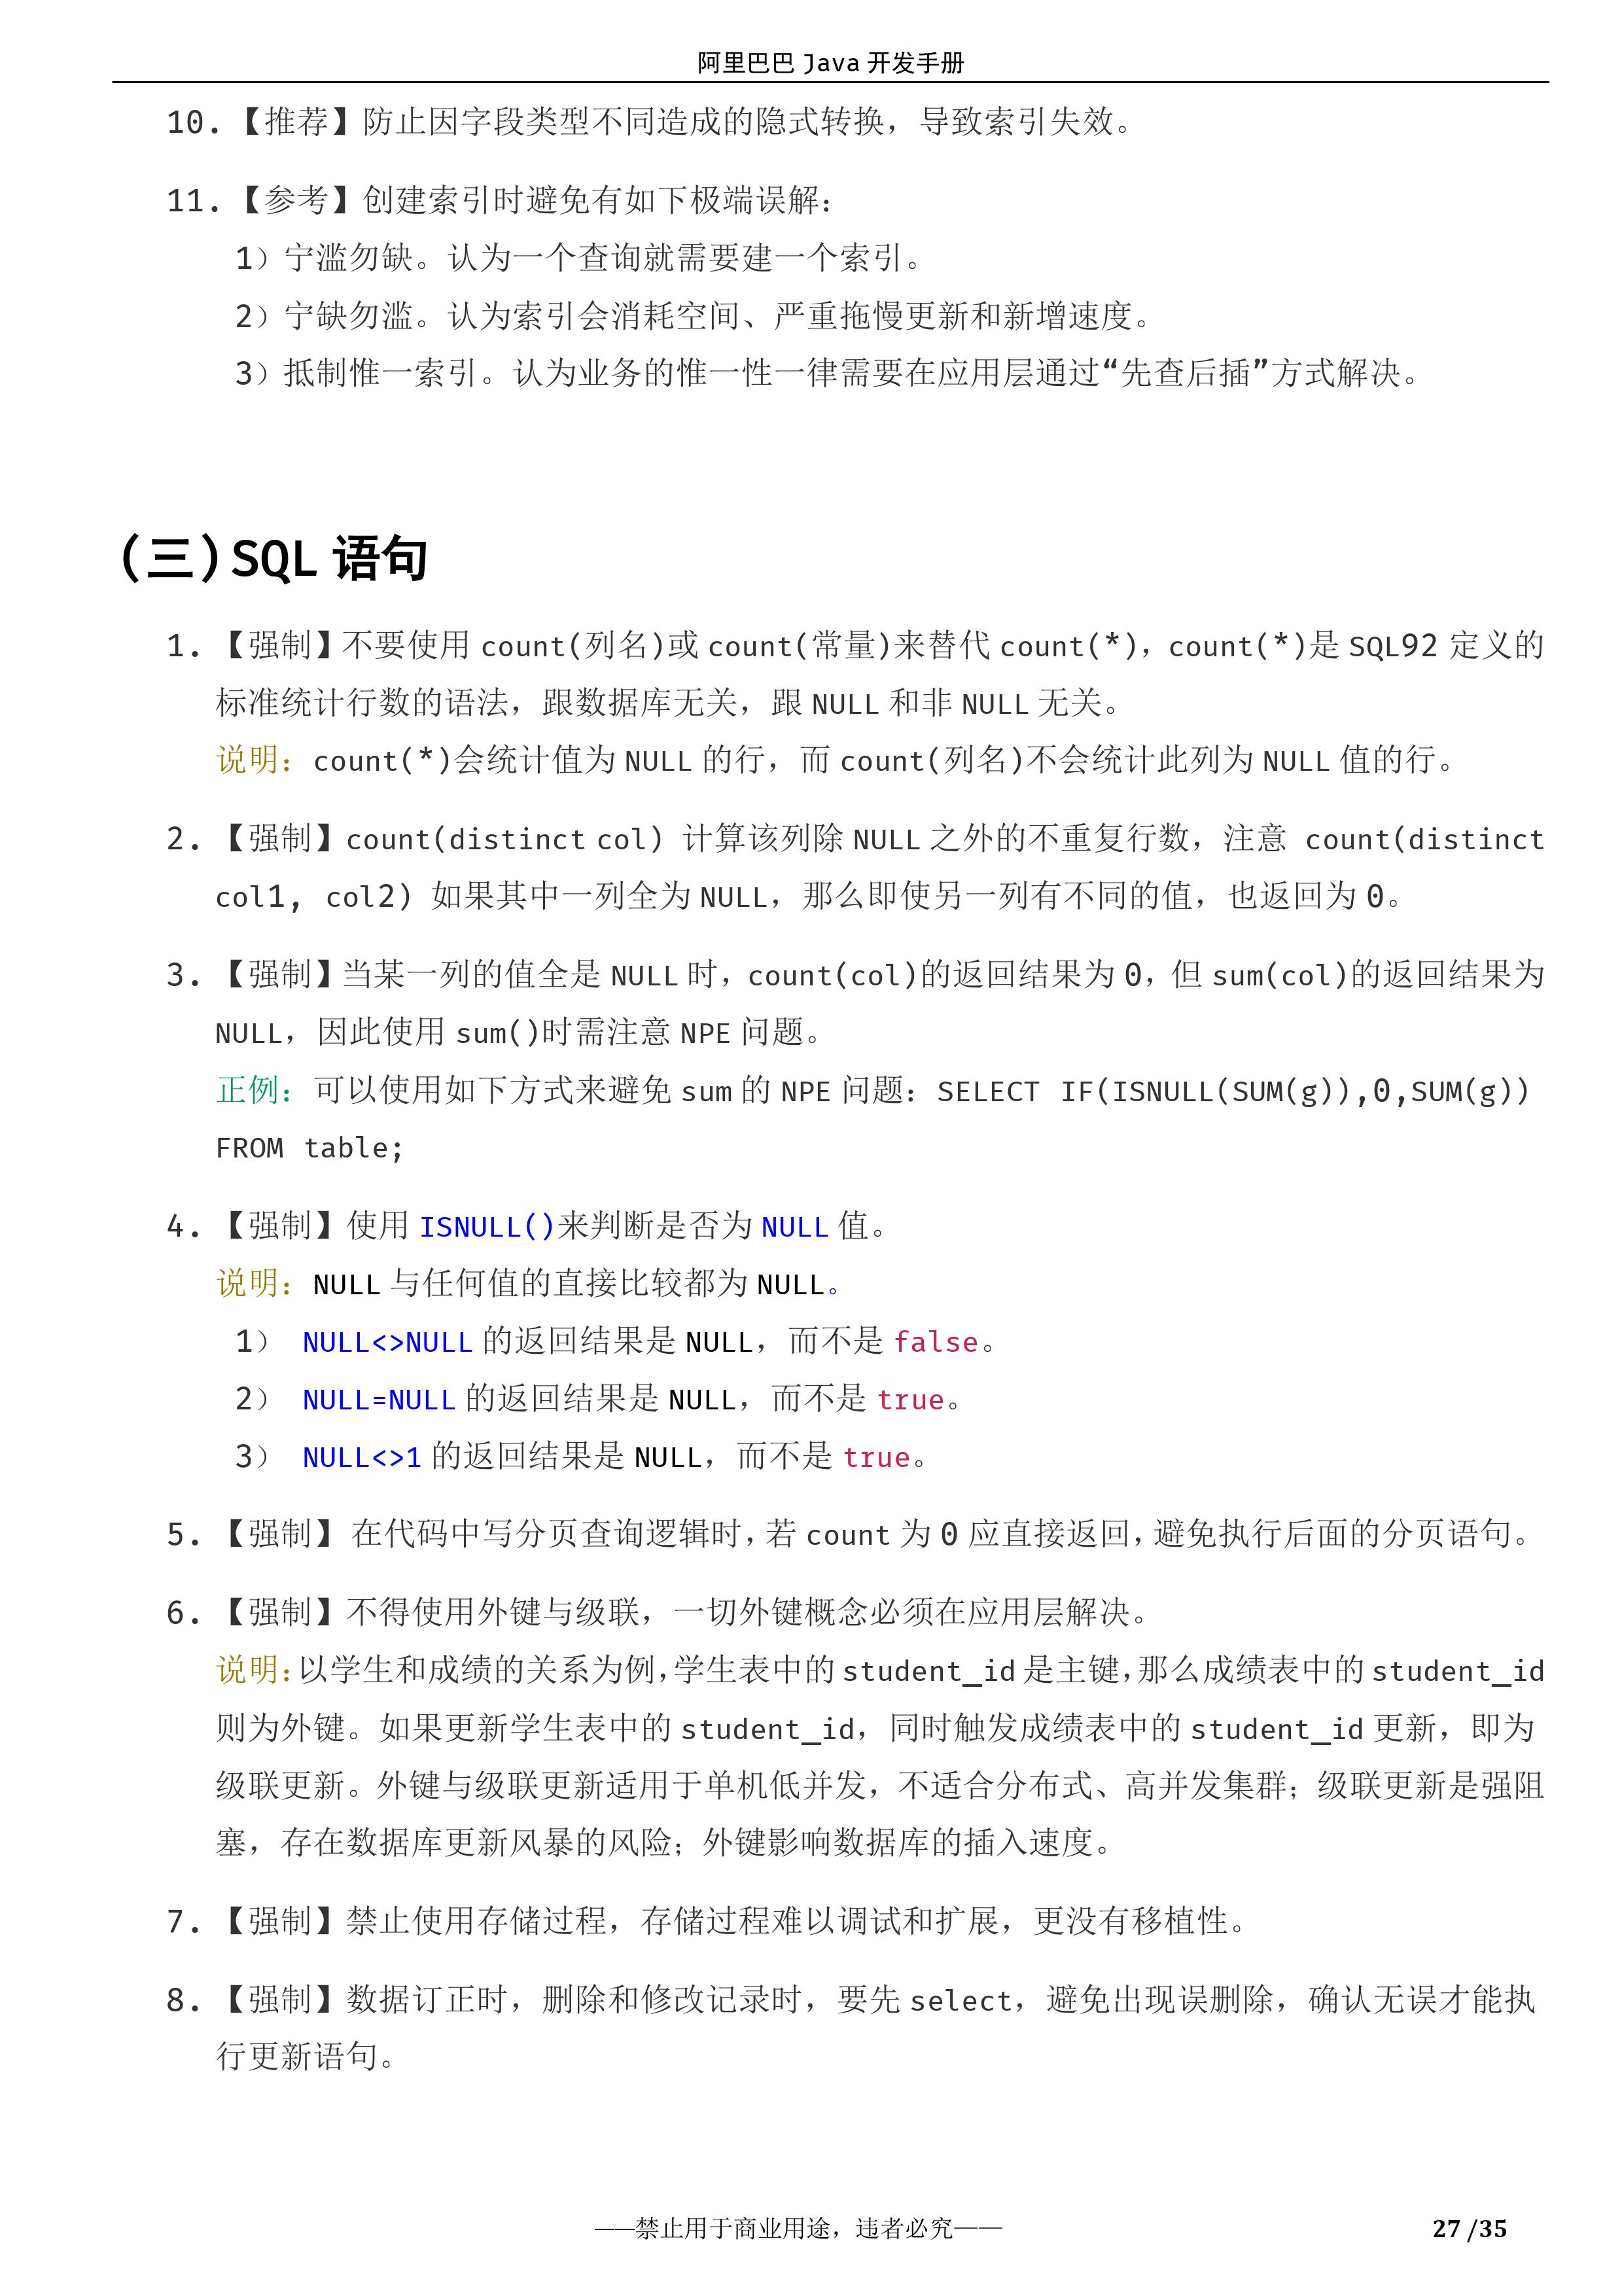 阿里巴巴 Java 开发手册
10.【推荐】防止因字段类型不同造成的隐式转换，导致索引失效。
11.【参考】创建索引时避免有如下极端误解：
1）宁滥勿缺。认为一个查询就需要建一个索引。
2）宁缺勿滥。认为索引会消耗空间、严重拖慢更新和新增速度。
3）抵制惟一索引。认为业务的惟一性一律需要在应用层通过“先查后插”方式解决。
(三)SQL 语句
1. 【强制】不要使用 count(列名)或 count(常量)来替代 count(*)，count(*)是 SQL92 定义的
标准统计行数的语法，跟数据库无关，跟 NULL 和非 NULL 无关。
说明：count(*)会统计值为 NULL 的行，而 count(列名)不会统计此列为 NULL 值的行。
2. 【强制】count(distinct col) 计算该列除 NULL 之外的不重复行数，注意 count(distinct
col1, col2) 如果其中一列全为 NULL，那么即使另一列有不同的值，也返回为 0。
3. 【强制】当某一列的值全是 NULL 时，count(col)的返回结果为 0，但 sum(col)的返回结果为
NULL，因此使用 sum()时需注意 NPE 问题。
正例：可以使用如下方式来避免 sum 的 NPE 问题：SELECT IF(ISNULL(SUM(g)),0,SUM(g))
FROM table;
4. 【强制】使用 ISNULL()来判断是否为 NULL 值。
说明：NULL 与任何值的直接比较都为 NULL。
1） NULL<>NULL 的返回结果是 NULL，而不是 false。
2） NULL=NULL 的返回结果是 NULL，而不是 true。
3） NULL<>1 的返回结果是 NULL，而不是 true。
5. 【强制】 在代码中写分页查询逻辑时，若 count 为 0 应直接返回，避免执行后面的分页语句。
6. 【强制】不得使用外键与级联，一切外键概念必须在应用层解决。
说明：以学生和成绩的关系为例，学生表中的 student_id 是主键，那么成绩表中的 student_id
则为外键。如果更新学生表中的 student_id，同时触发成绩表中的 student_id 更新，即为
级联更新。外键与级联更新适用于单机低并发，不适合分布式、高并发集群；级联更新是强阻
塞，存在数据库更新风暴的风险；外键影响数据库的插入速度。
7. 【强制】禁止使用存储过程，存储过程难以调试和扩展，更没有移植性。
8. 【强制】数据订正时，删除和修改记录时，要先 select，避免出现误删除，确认无误才能执
行更新语句。
——禁止用于商业用途，违者必究——
27 /35